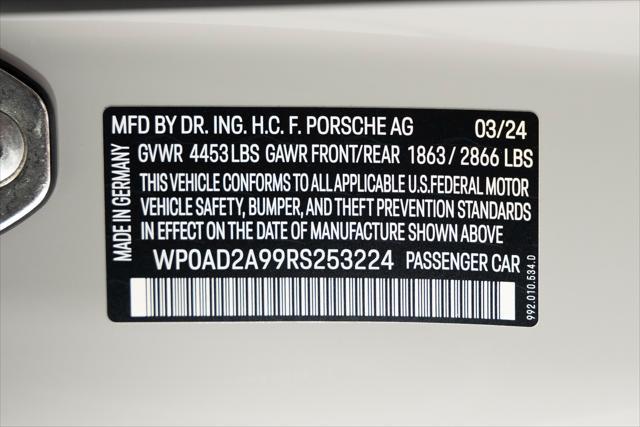 MFD BY DR. ING. H.C. F. PORSCHE AG 03/24
GVWR 4453 LBS GAWR FRONT/REAR 1863 / 2866 LBS
THIS VEHICLE CONFORMS TO ALL APPLICABLE U.S.FEDERAL MOTOR
VEHICLE SAFETY, BUMPER, AND THEFT PREVENTION STANDARDS
IN EFFECT ON THE DATE OF MANUFACTURE SHOWN ABOVE
WP0AD2A99RS253224 PASSENGER CAR
MADE IN GERMANY
992.010.534.D